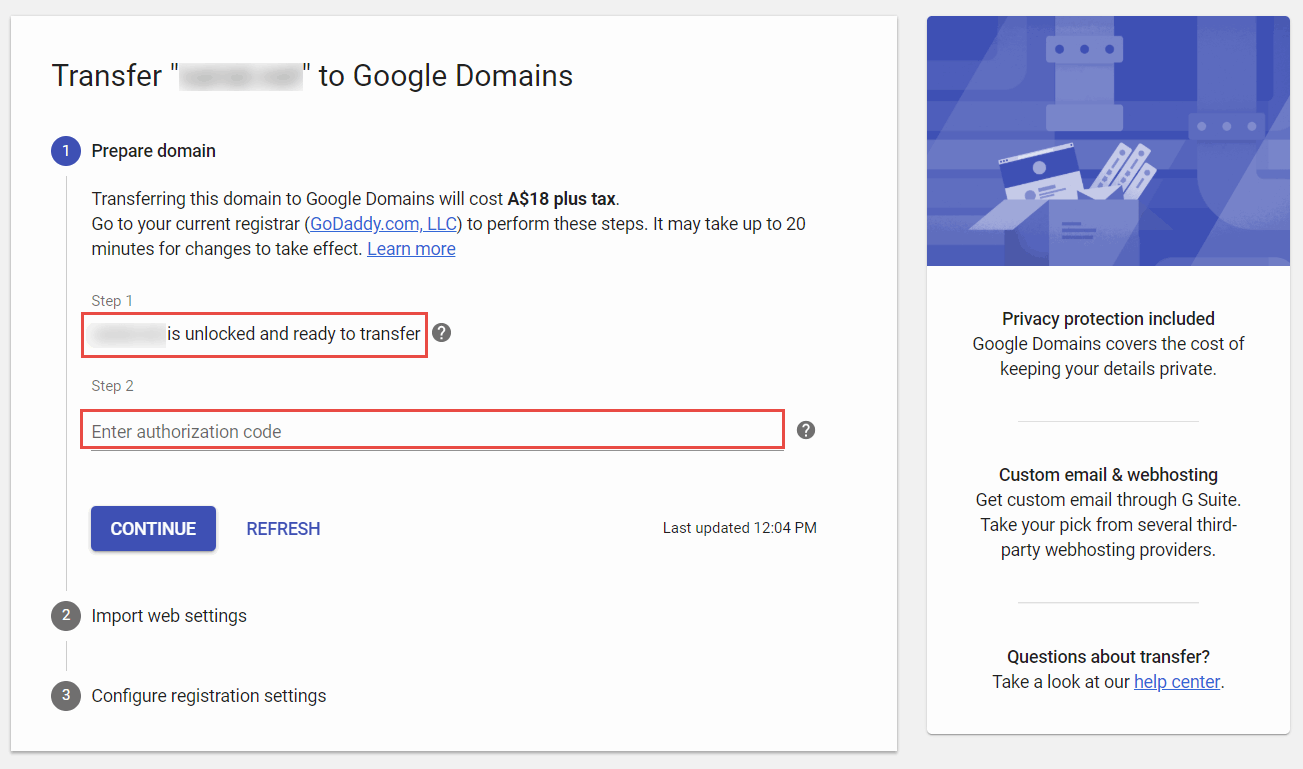 Transfer " " to Google Domains
1 Prepare domain
Transferring this domain to Google Domains will cost A$18 plus tax.
Go to your current registrar (GoDaddy.com, LLC) to perform these steps. It may take up to 20
minutes for changes to take effect. Learn more
Step 1
is unlocked and ready to transfer ?
Step 2
Enter authorization code ?
CONTINUE REFRESH Last updated 12:04 PM
2 Import web settings
3 Configure registration settings
Privacy protection included
Google Domains covers the cost of
keeping your details private.
Custom email & webhosting
Get custom email through G Suite.
Take your pick from several third-
party webhosting providers.
Questions about transfer?
Take a look at our help center.